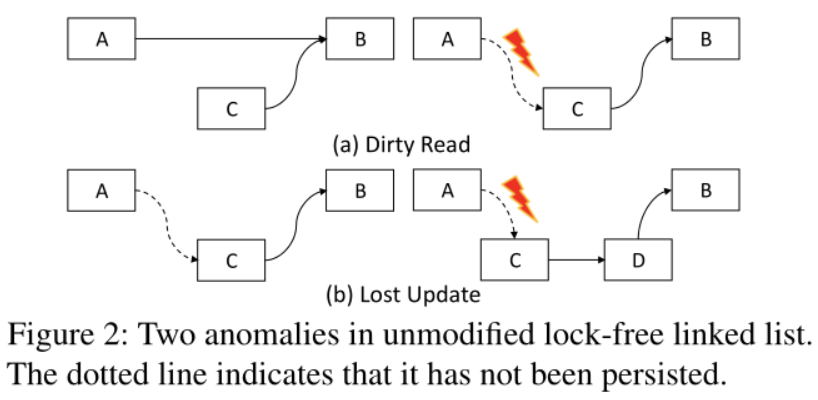 A B A B
C C
(a) Dirty Read
A B A B
C C D
(b) Lost Update
Figure 2: Two anomalies in unmodified lock-free linked list.
The dotted line indicates that it has not been persisted.